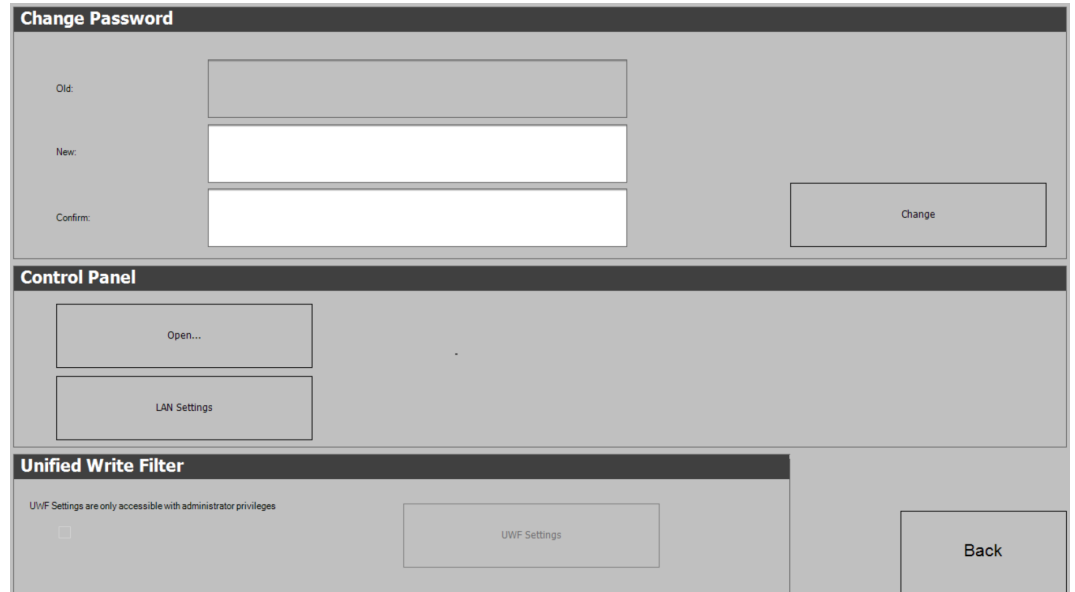 Change Password
Old:
New:
Confirm:
Change
Control Panel
Open...
LAN Settings
Unified Write Filter
UWF Settings are only accessible with administrator privileges
UWF Settings
Back